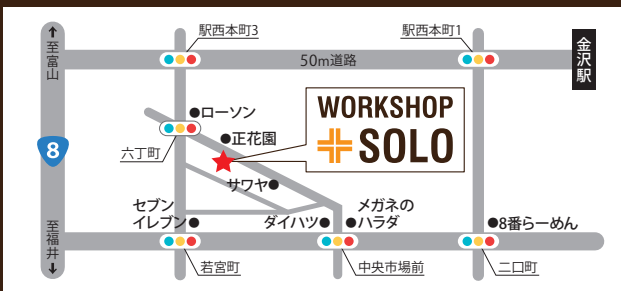 ↑至富山
8
至福井↓
駅西本町3
駅西本町1
金沢駅
50m道路
●ローソン
●正花園
六丁町
WORKSHOP
SOLO
サワヤ●
セブン
イレブン●
ダイハツ●
メガネの
●ハラダ
●8番らーめん
若宮町
中央市場前
二口町